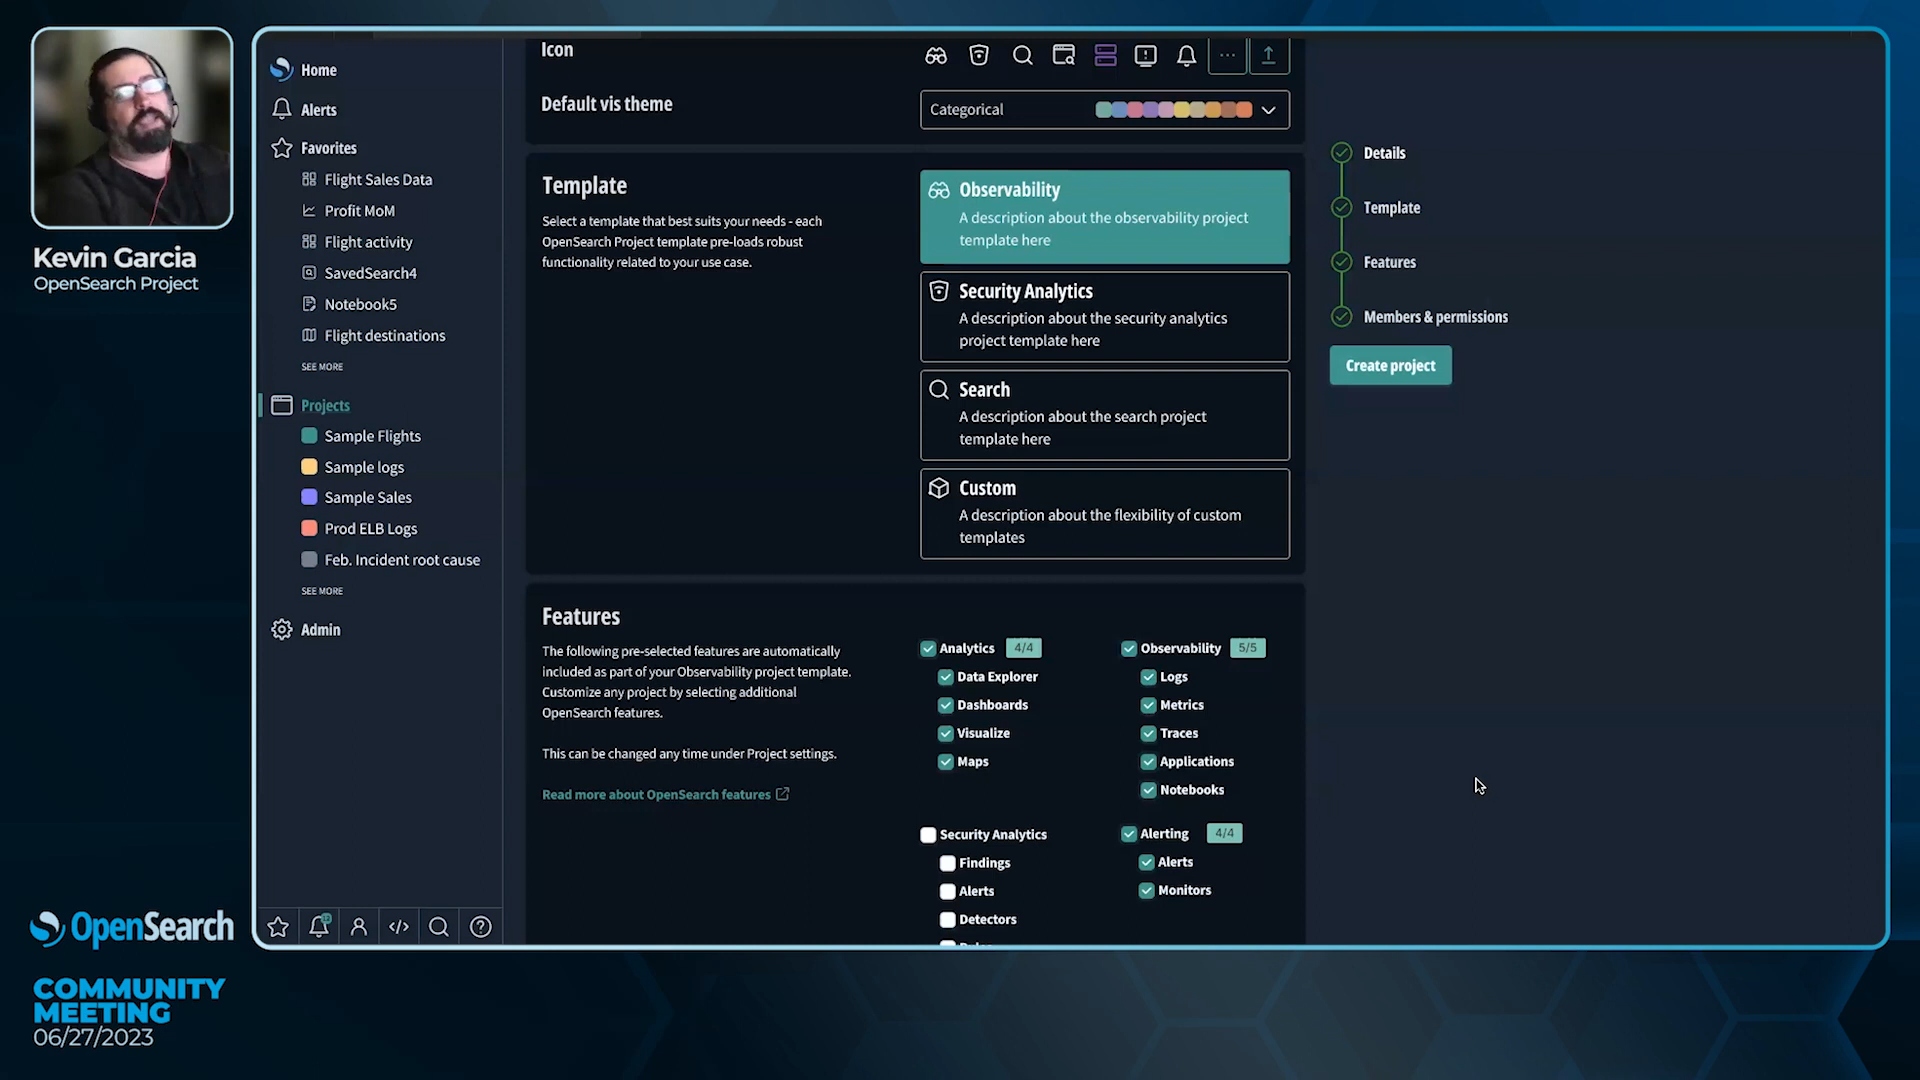 Kevin Garcia
OpenSearch Project
OpenSearch
COMMUNITY
MEETING
06/27/2023
Home
Alerts
Favorites
Flight Sales Data
Profit MoM
Flight activity
SavedSearch4
Notebook5
Flight destinations
SEE MORE
Projects
Sample Flights
Sample logs
Sample Sales
Prod ELB Logs
Feb. Incident root cause
SEE MORE
Admin
Icon
Default vis theme
Categorical
Template
Select a template that best suits your needs - each
OpenSearch Project template pre-loads robust
functionality related to your use case.
Observability
A description about the observability project
template here
Security Analytics
A description about the security analytics
project template here
Search
A description about the search project
template here
Custom
A description about the flexibility of custom
templates
Features
The following pre-selected features are automatically
included as part of your Observability project template.
Customize any project by selecting additional
OpenSearch features.
This can be changed any time under Project settings.
Read more about OpenSearch features
Analytics 4/4
Data Explorer
Dashboards
Visualize
Maps
Observability 5/5
Logs
Metrics
Traces
Applications
Notebooks
Security Analytics
Findings
Alerts
Detectors
Alerting 4/4
Alerts
Monitors
Details
Template
Features
Members & permissions
Create project